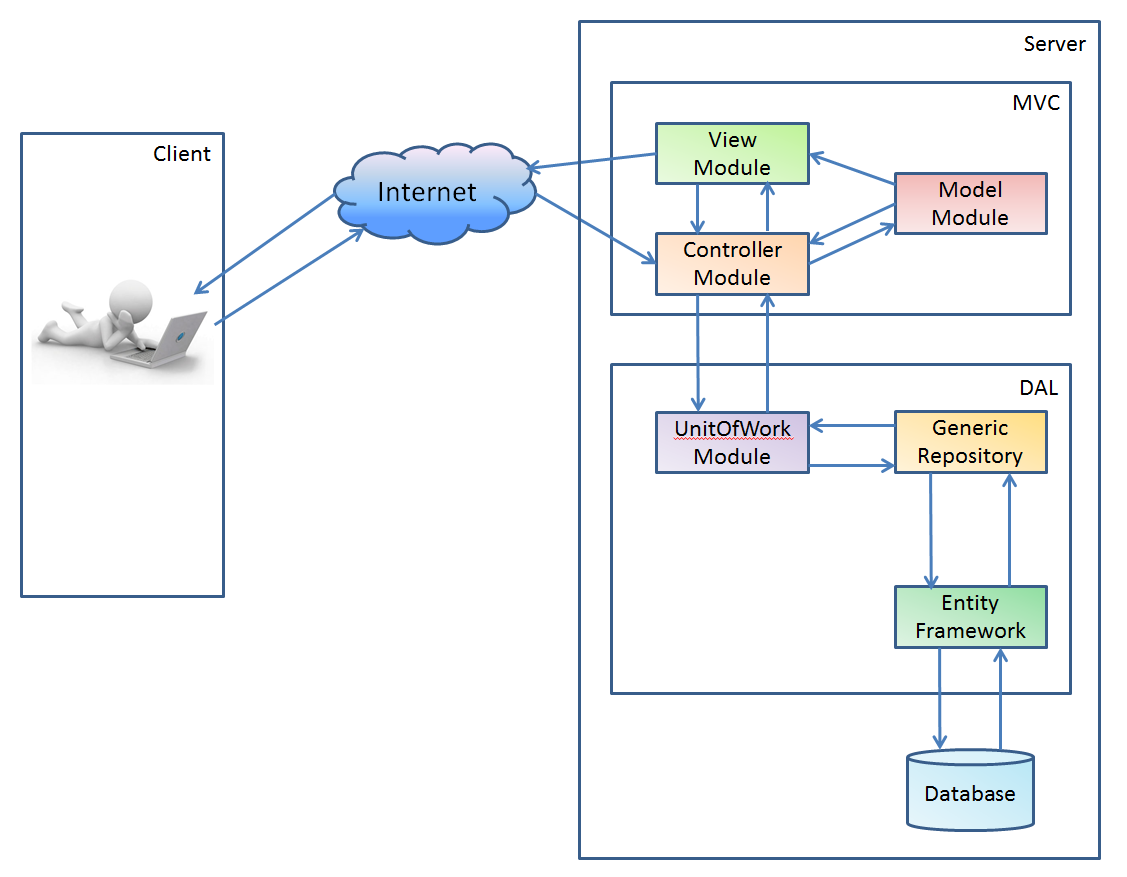 Server
MVC
Client
View
Module
Internet
Model
Module
Controller
Module
DAL
UnitOfWork
Module
Generic
Repository
Entity
Framework
Database